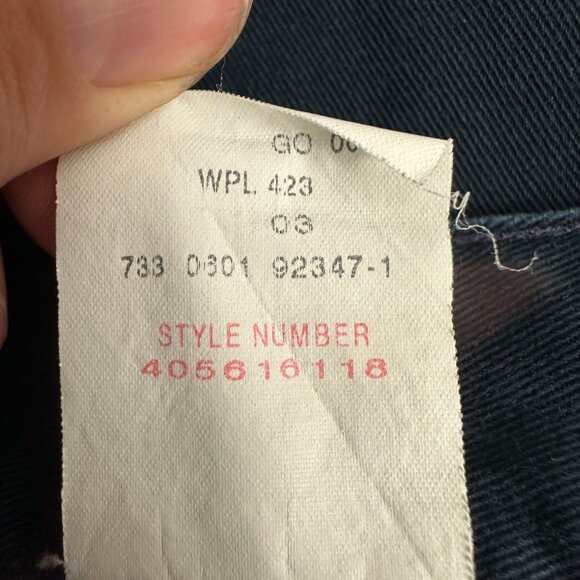 GO 00
WPL 423
03
733 0601 92347-1
STYLE NUMBER
405616118